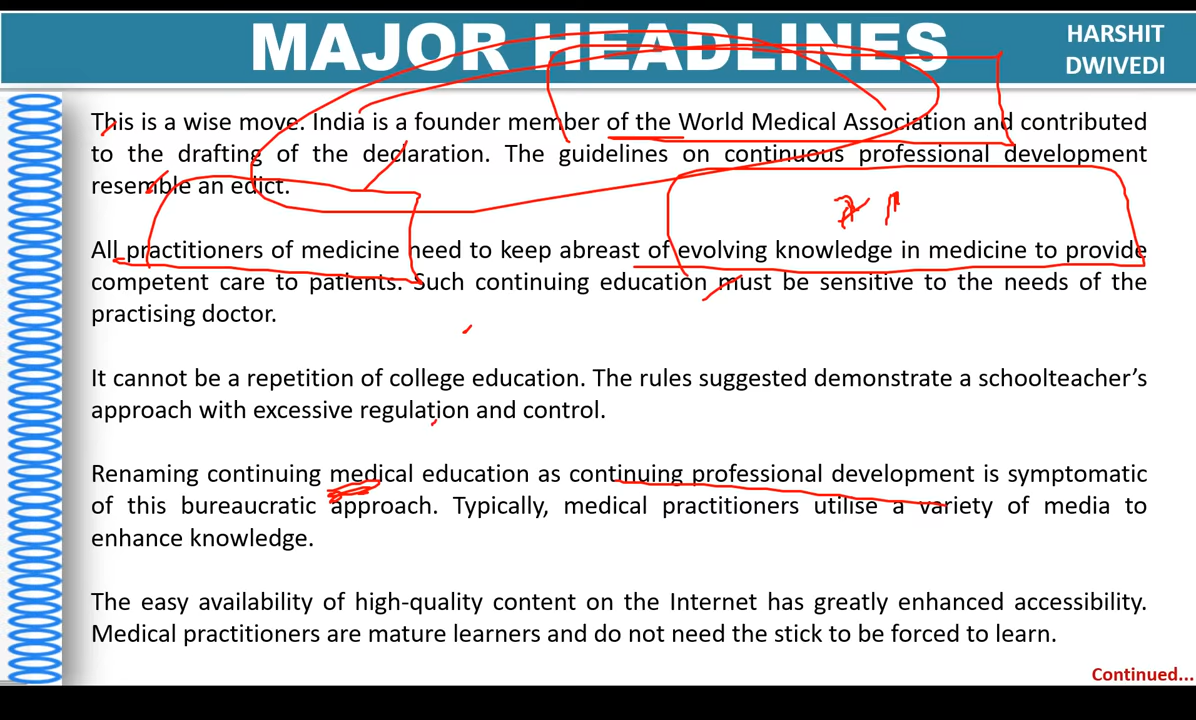 MAJOR HEADLINES
HARSHIT
DWIVEDI
This is a wise move. India is a founder member of the World Medical Association and contributed
to the drafting of the declaration. The guidelines on continuous professional development
resemble an edict.
All practitioners of medicine need to keep abreast of evolving knowledge in medicine to provide
competent care to patients. Such continuing education must be sensitive to the needs of the
practising doctor.
It cannot be a repetition of college education. The rules suggested demonstrate a schoolteacher’s
approach with excessive regulation and control.
Renaming continuing medical education as continuing professional development is symptomatic
of this bureaucratic approach. Typically, medical practitioners utilise a variety of media to
enhance knowledge.
The easy availability of high-quality content on the Internet has greatly enhanced accessibility.
Medical practitioners are mature learners and do not need the stick to be forced to learn.
Continued...